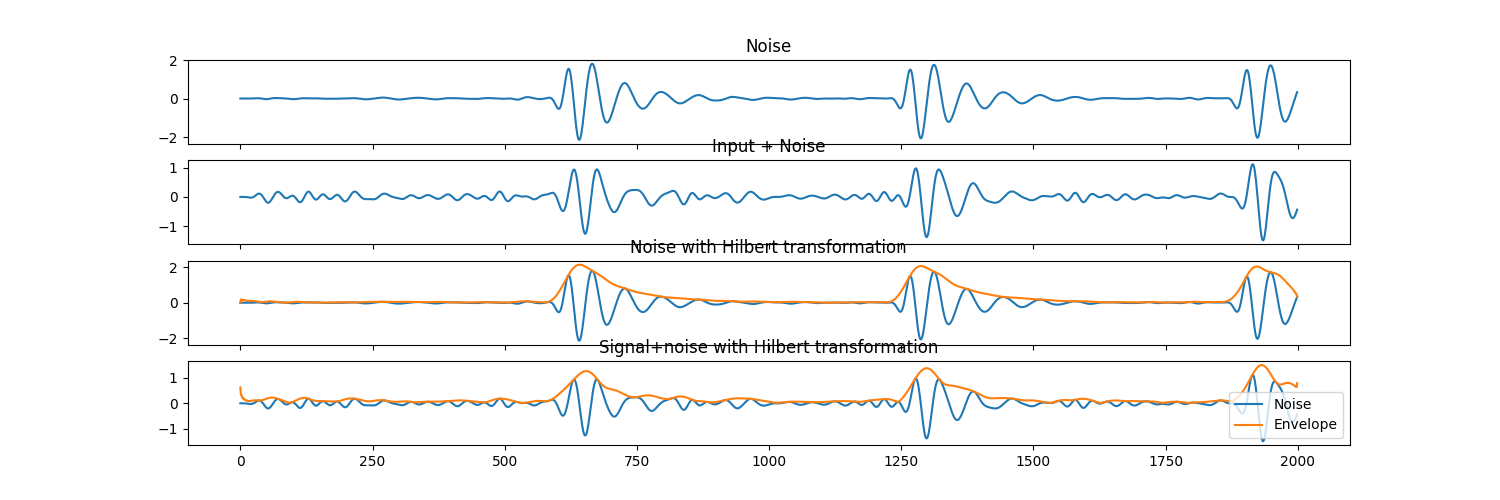 Noise
2
0
−2
Input + Noise
1
0
−1
Noise with Hilbert transformation
2
0
−2
Signal+noise with Hilbert transformation
1
0
−1
Noise
Envelope
0 250 500 750 1000 1250 1500 1750 2000